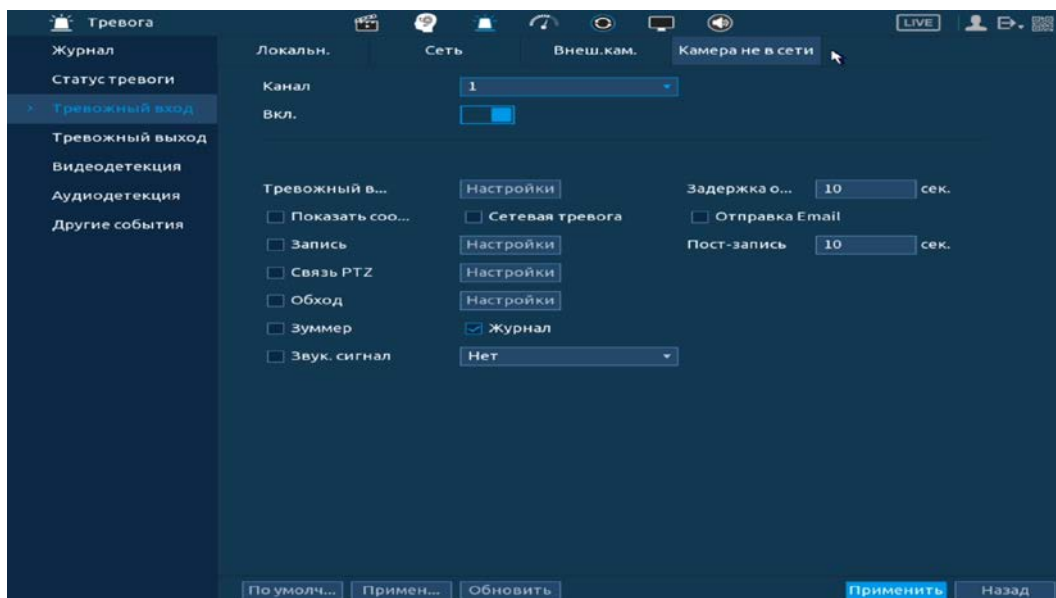 Тревога
LIVE
Журнал
Статус тревоги
Тревожный вход
Тревожный выход
Видеодетекция
Аудиодетекция
Другие события
Локальн. Сеть Внеш.кам. Камера не в сети
Канал 1
Вкл.
Тревожный в... Настройки Задержка о... 10 сек.
Показать соо... Сетевая тревога Отправка Email
Запись Настройки Пост-запись 10 сек.
Связь PTZ Настройки
Обход Настройки
Зуммер Журнал
Звук. сигнал Нет
По умолч... Примен... Обновить Применить Назад